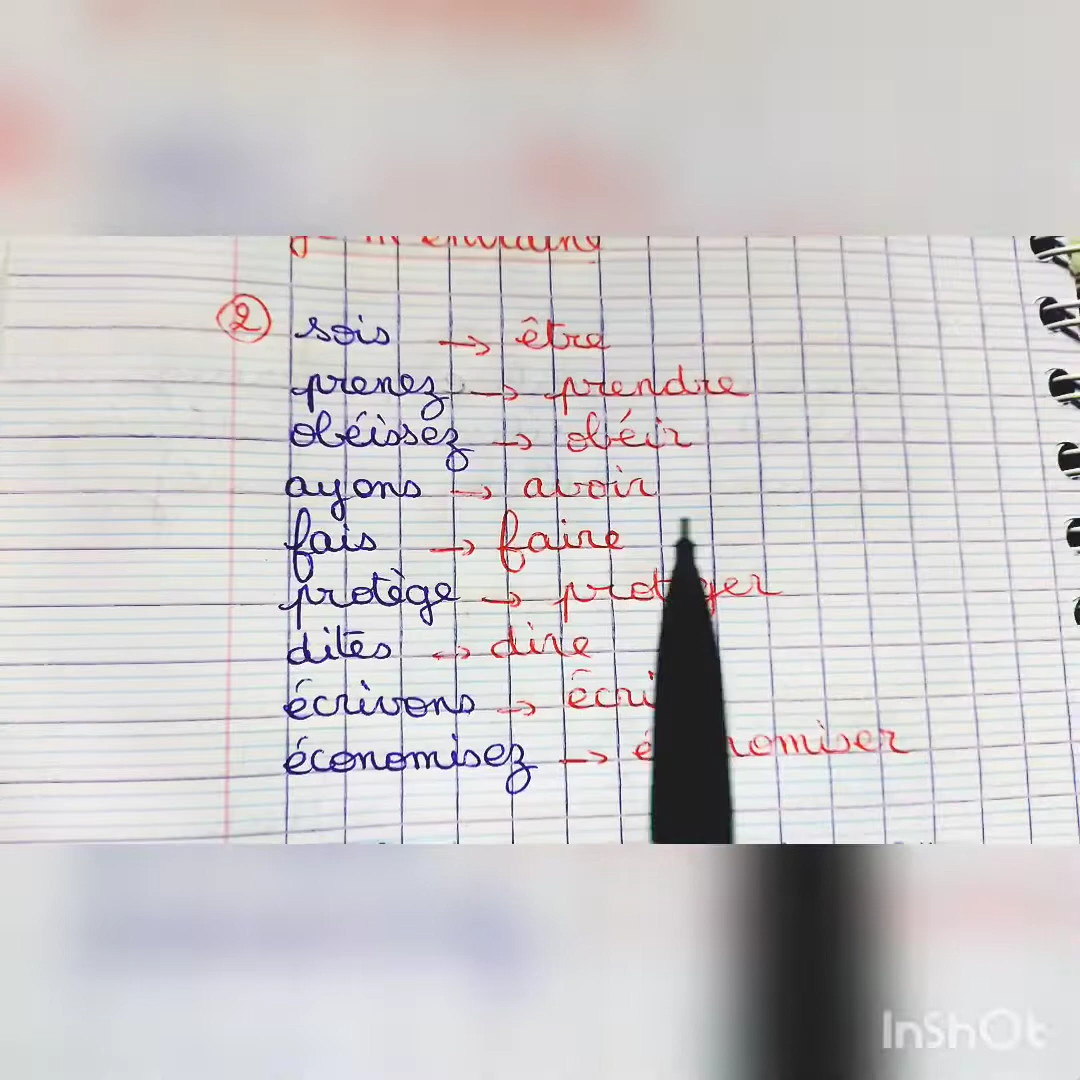 ② sois → être
prenez → prendre
obéissez → obéir
ayons → avoir
fais → faire
protège →
dites → dire
écrivons →
économisez →
InShOt